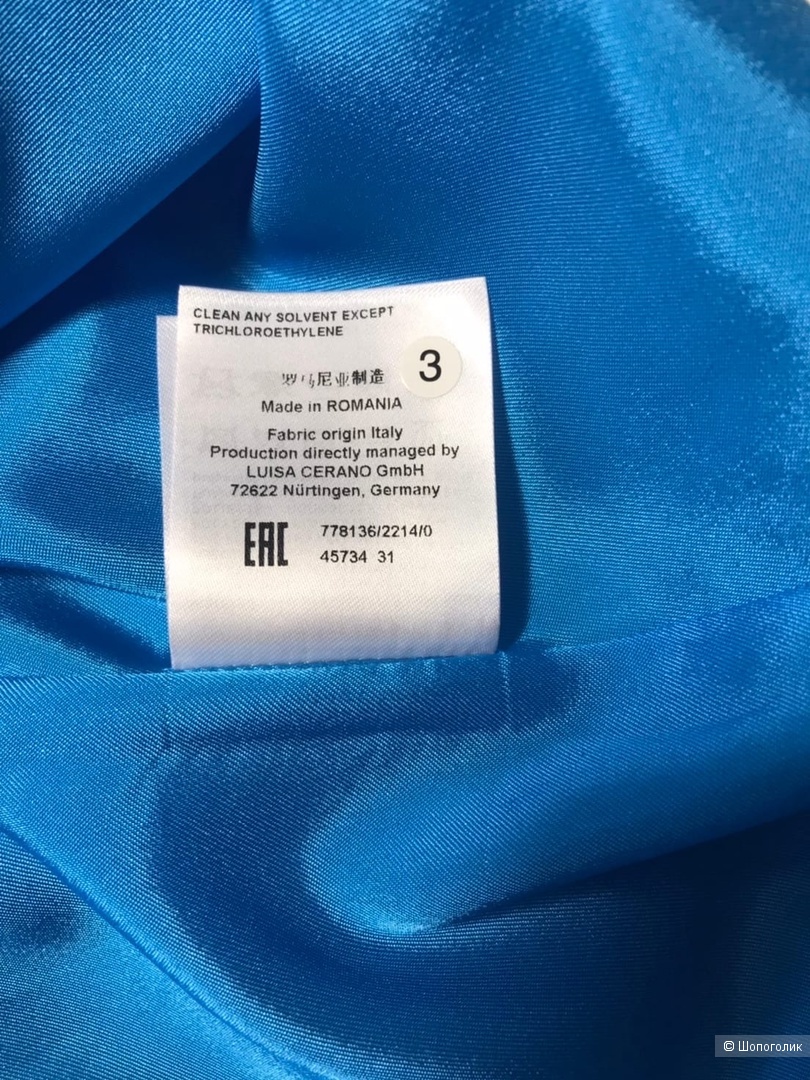 CLEAN ANY SOLVENT EXCEPT
TRICHLOROETHYLENE
3
罗马尼亚制造
Made in ROMANIA
Fabric origin Italy
Production directly managed by
LUISA CERANO GmbH
72622 Nürtingen, Germany
EAC
778136/2214/0
45734 31
© Шопоголик